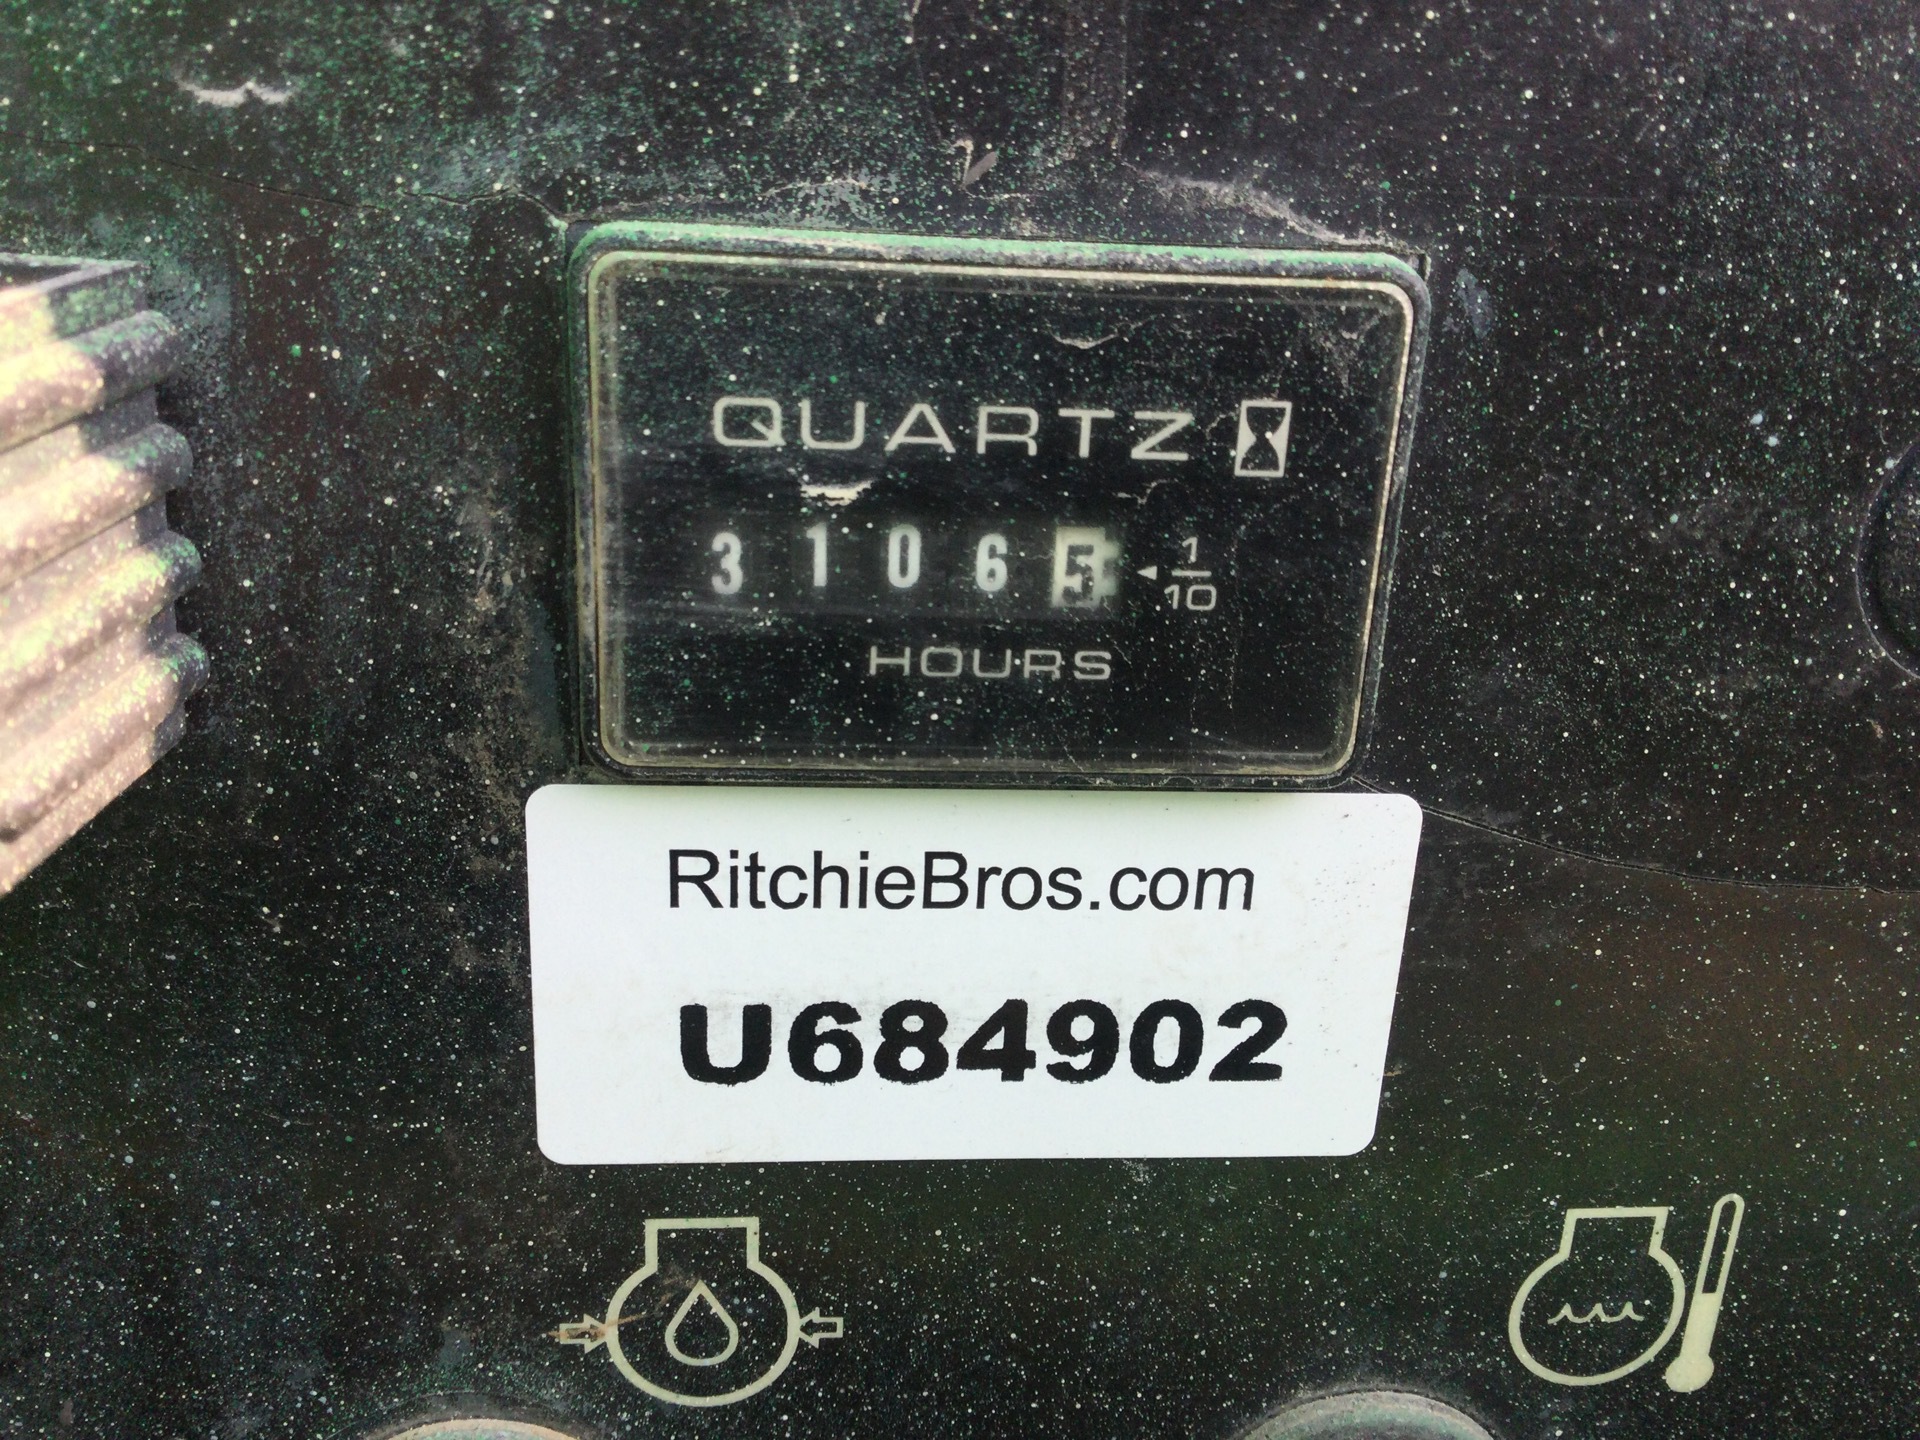 QUARTZ
31065 1/10
HOURS
RitchieBros.com
U684902